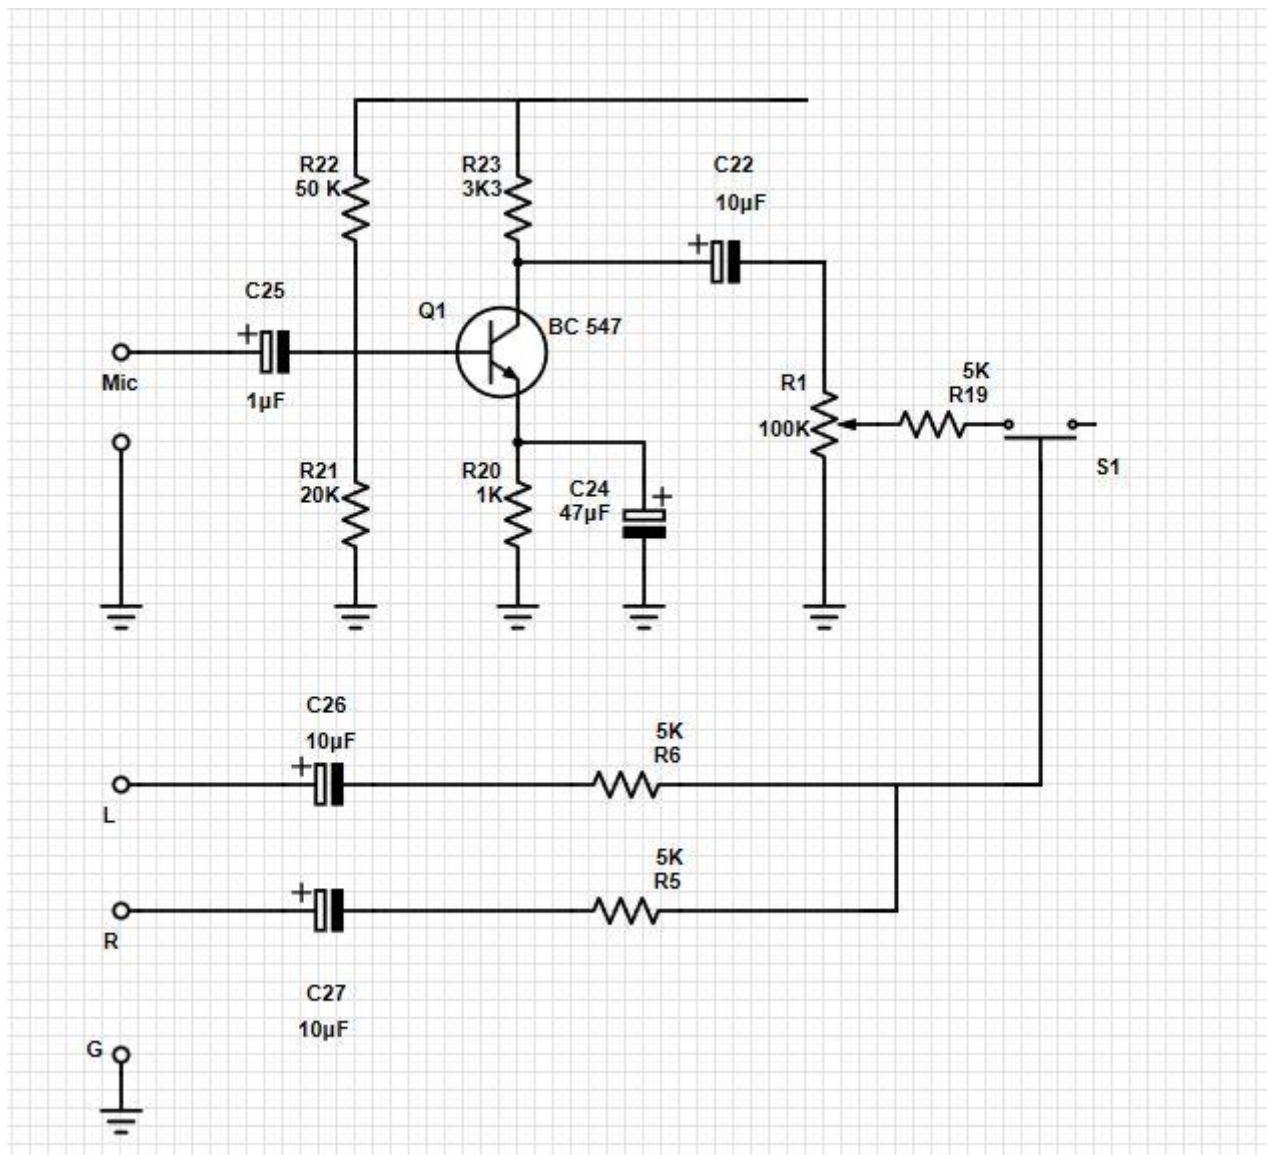 R22
50 K
R23
3K3
C22
+
10µF
C25
+
1µF
Q1
BC 547
Mic
R1
100K
5K
R19
S1
R21
20K
R20
1K
C24
47µF
+
C26
10µF
+
L
5K
R6
5K
R5
+
R
C27
10µF
G